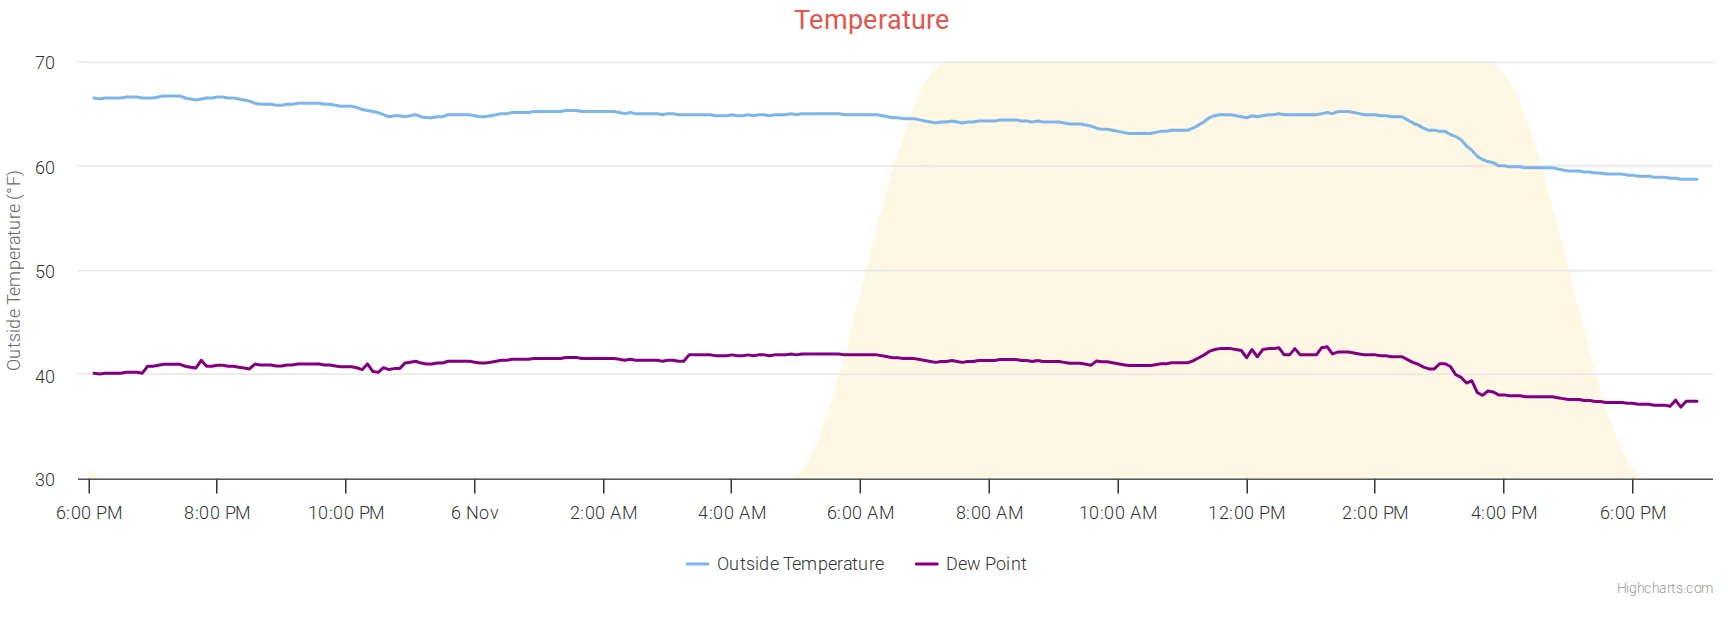 Temperature
Outside Temperature (°F)
70
60
50
40
30
6:00 PM 8:00 PM 10:00 PM 6 Nov 2:00 AM 4:00 AM 6:00 AM 8:00 AM 10:00 AM 12:00 PM 2:00 PM 4:00 PM 6:00 PM
Outside Temperature Dew Point
Highcharts.com